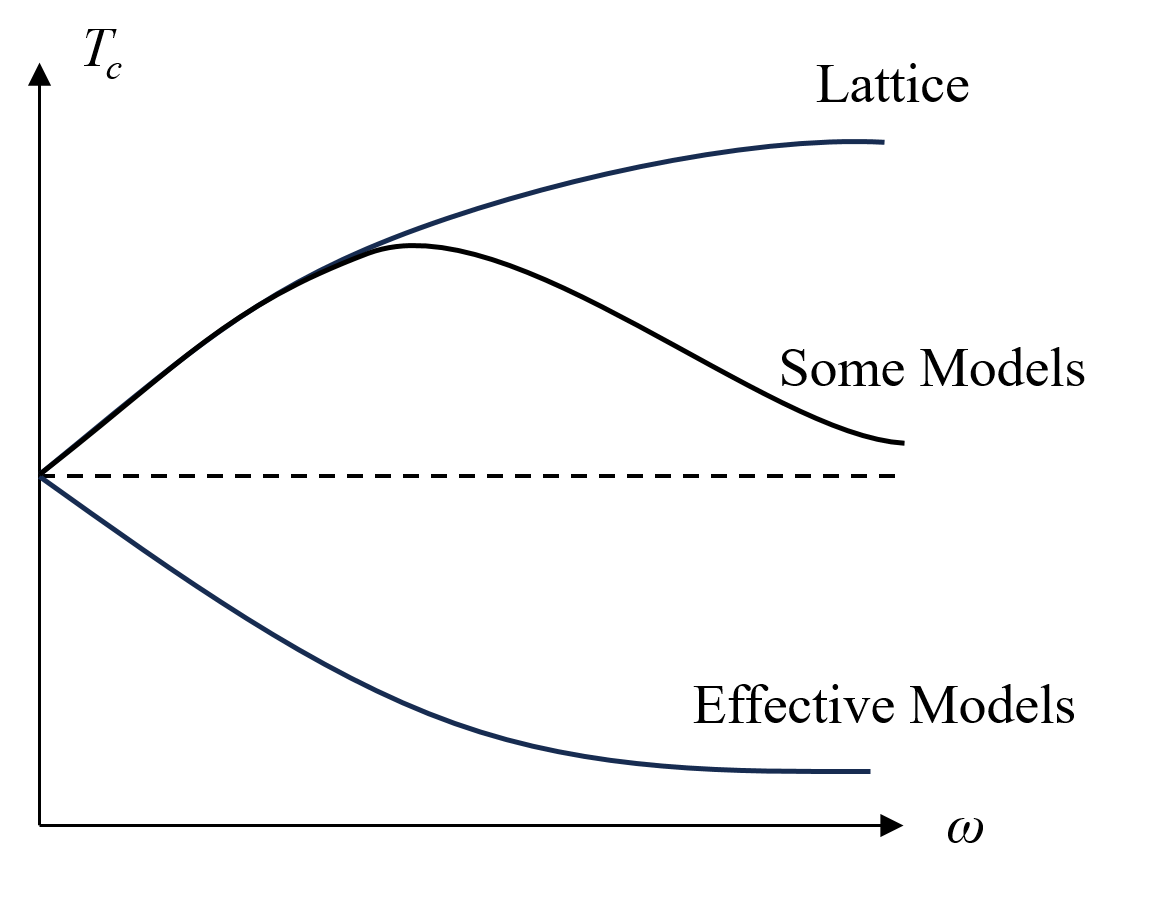 T_c
Lattice
Some Models
Effective Models
ω